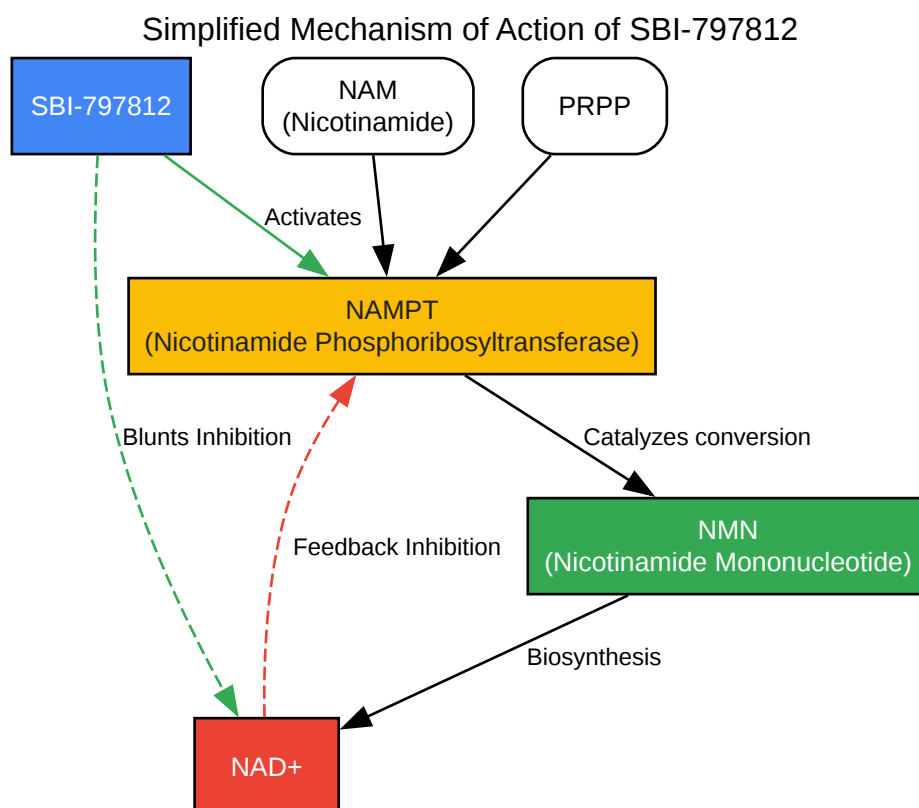 Simplified Mechanism of Action of SBI-797812
SBI-797812
NAM
(Nicotinamide)
PRPP
Activates
NAMPT
(Nicotinamide Phosphoribosyltransferase)
Blunts Inhibition
Catalyzes conversion
NMN
(Nicotinamide Mononucleotide)
Feedback Inhibition
Biosynthesis
NAD+